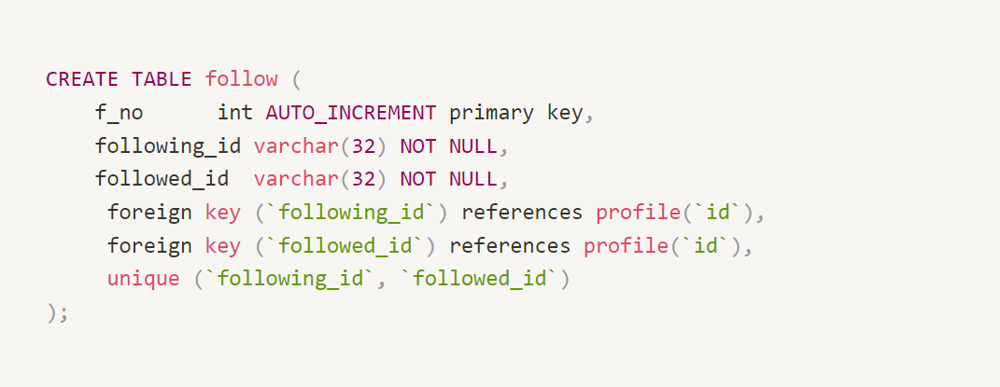 CREATE TABLE follow (
    f_no      int AUTO_INCREMENT primary key,
    following_id varchar(32) NOT NULL,
    followed_id  varchar(32) NOT NULL,
     foreign key (`following_id`) references profile(`id`),
     foreign key (`followed_id`) references profile(`id`),
     unique (`following_id`, `followed_id`)
);